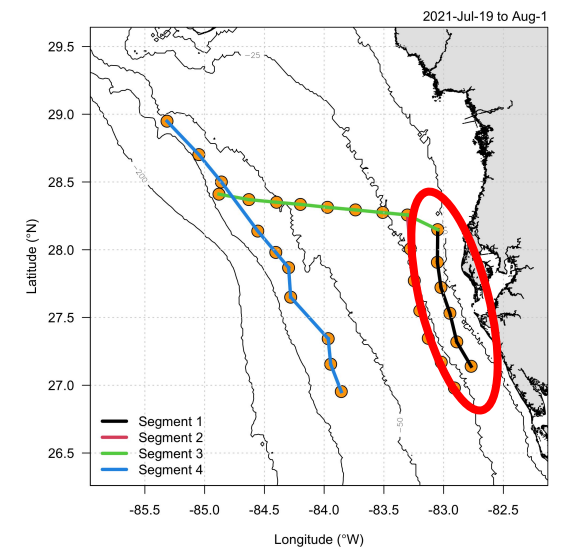 2021-Jul-19 to Aug-1
29.5
29.0
28.5
28.0
27.5
27.0
26.5
Latitude (°N)
-25
-200
-50
Segment 1
Segment 2
Segment 3
Segment 4
-85.5 -85.0 -84.5 -84.0 -83.5 -83.0 -82.5
Longitude (°W)